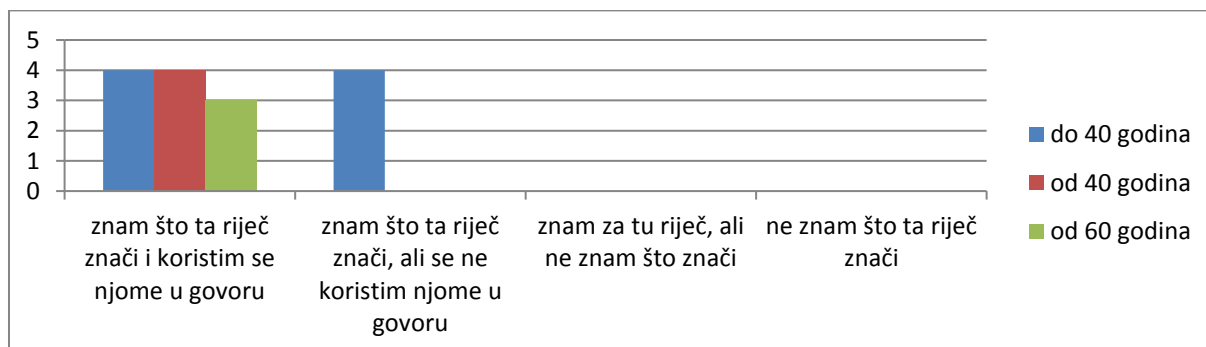 5
4
3
2
1
0
znam što ta riječ
znači i koristim se
njome u govoru
znam što ta riječ
znači, ali se ne
koristim njome u
govoru
znam za tu riječ, ali
ne znam što znači
ne znam što ta riječ
znači
do 40 godina
od 40 godina
od 60 godina